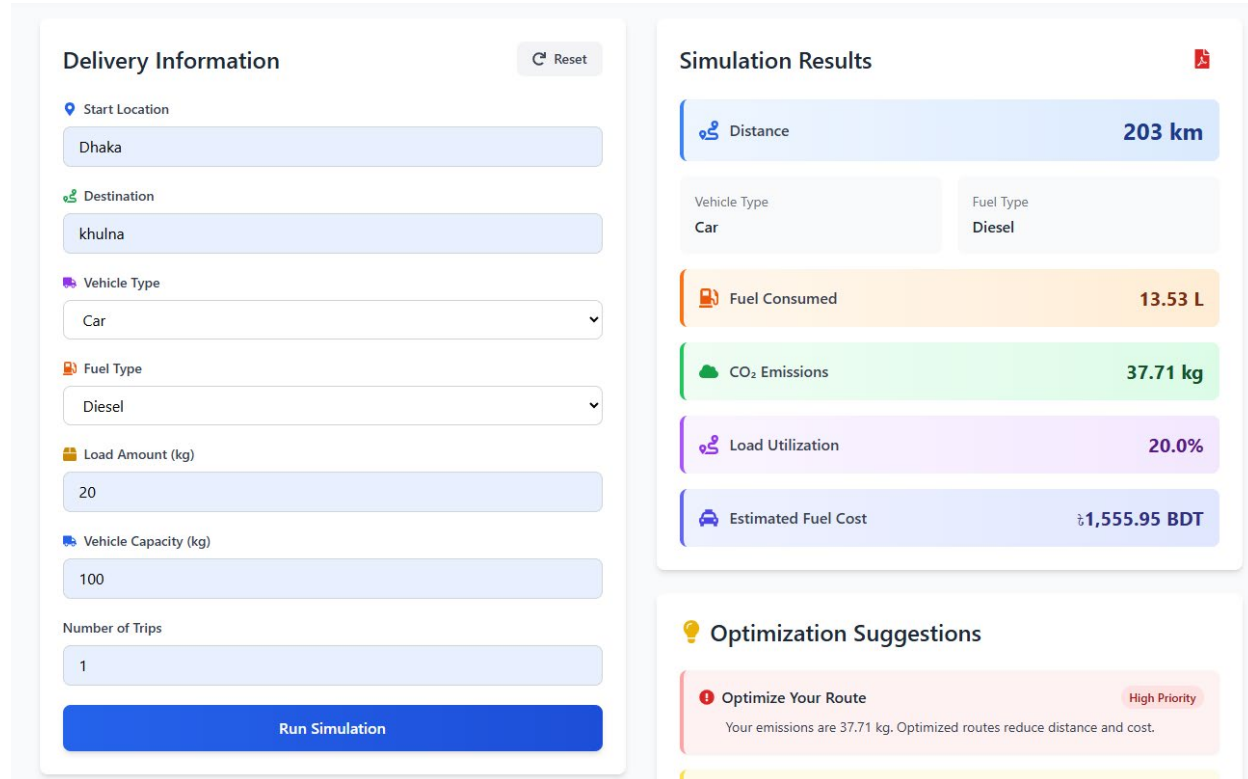 Delivery Information
Reset
Start Location
Dhaka
Destination
khulna
Vehicle Type
Car
Fuel Type
Diesel
Load Amount (kg)
20
Vehicle Capacity (kg)
100
Number of Trips
1
Run Simulation
Simulation Results
Distance 203 km
Vehicle Type Fuel Type
Car Diesel
Fuel Consumed 13.53 L
CO₂ Emissions 37.71 kg
Load Utilization 20.0%
Estimated Fuel Cost ৳1,555.95 BDT
Optimization Suggestions
Optimize Your Route High Priority
Your emissions are 37.71 kg. Optimized routes reduce distance and cost.